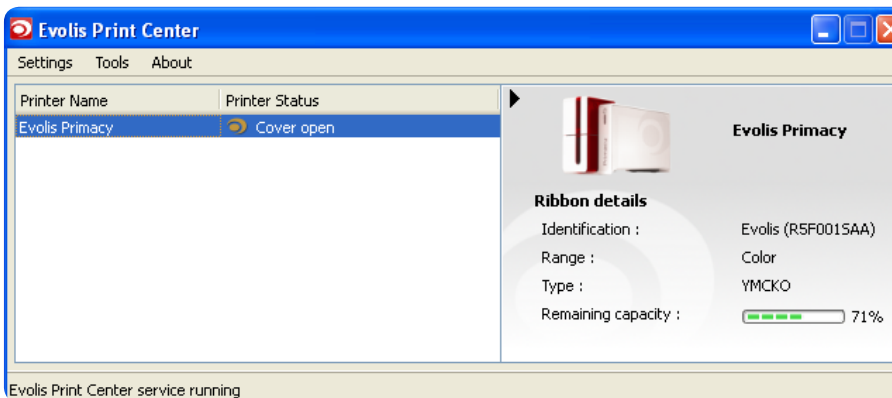 Evolis Print Center
Settings Tools About
Printer Name Printer Status
Evolis Primacy Cover open
Evolis Primacy
Ribbon details
Identification : Evolis (R5F001SAA)
Range : Color
Type : YMCKO
Remaining capacity : 71%
Evolis Print Center service running